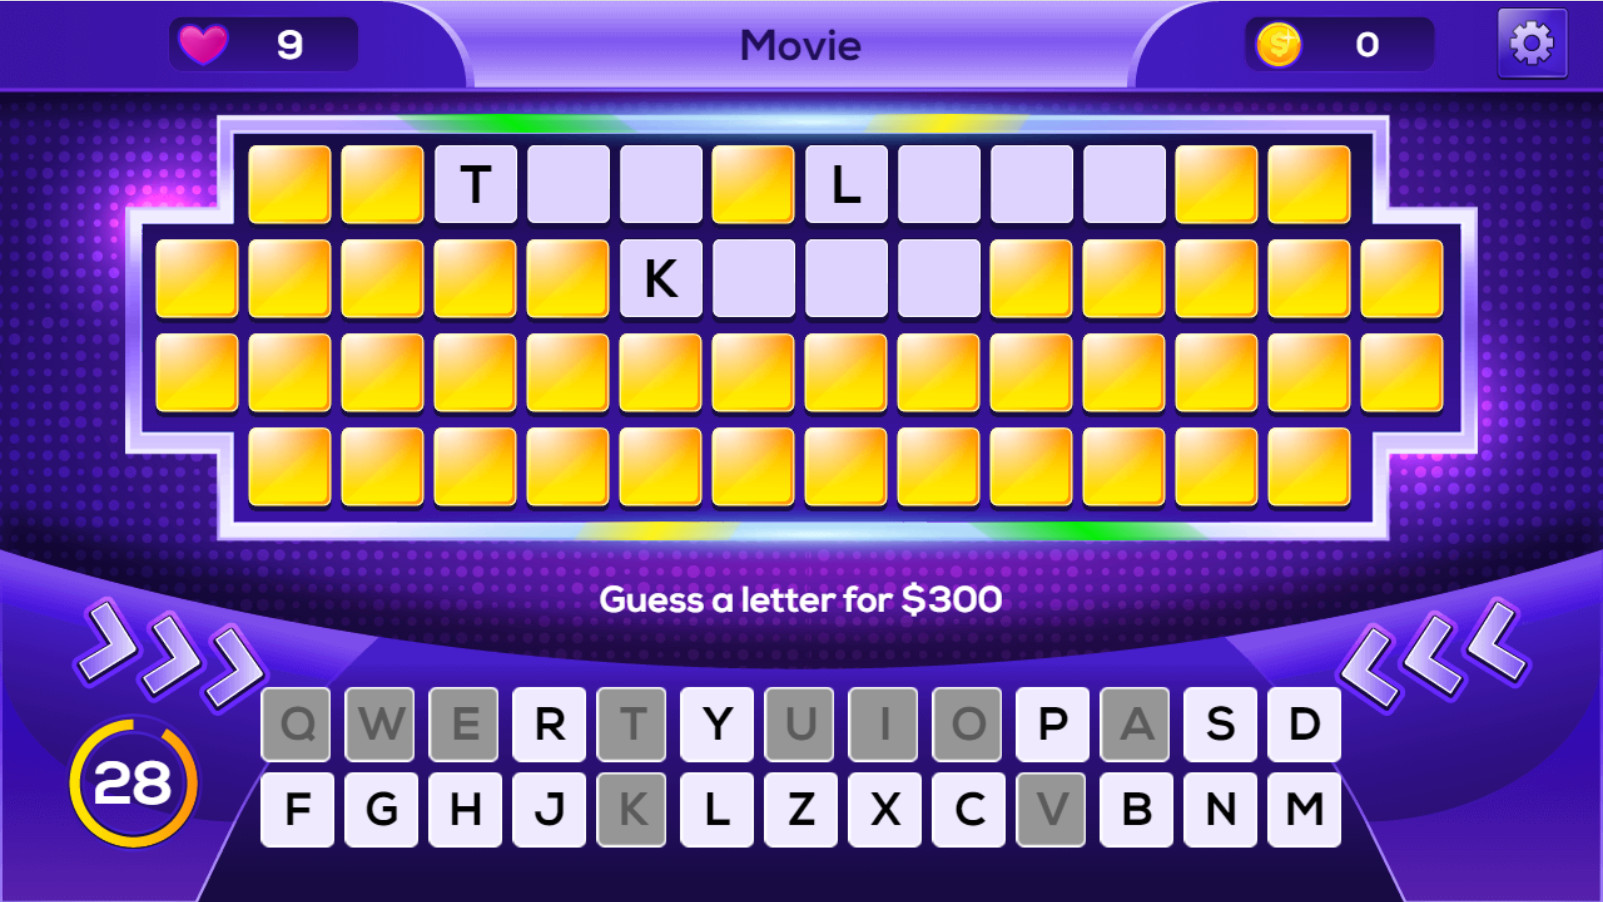 9 Movie 0
T L
K
Guess a letter for $300
Q W E R T Y U I O P A S D
28
F G H J K L Z X C V B N M